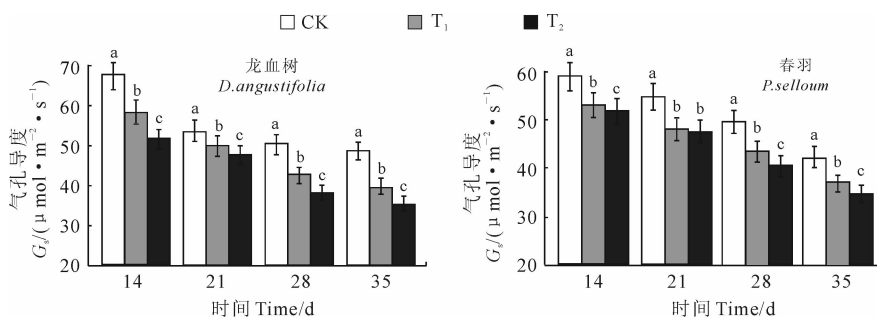 CK T₁ T₂
龙血树
D.angustifolia
气孔导度
Gₛ/(μmol·m⁻²·s⁻¹)
70
60
50
40
30
20
a b c
a b c
a b c
a b c
14 21 28 35
时间 Time/d
春羽
P.selloum
气孔导度
Gₛ/(μmol·m⁻²·s⁻¹)
60
50
40
30
20
a b c
a b b
a b c
a b c
14 21 28 35
时间 Time/d